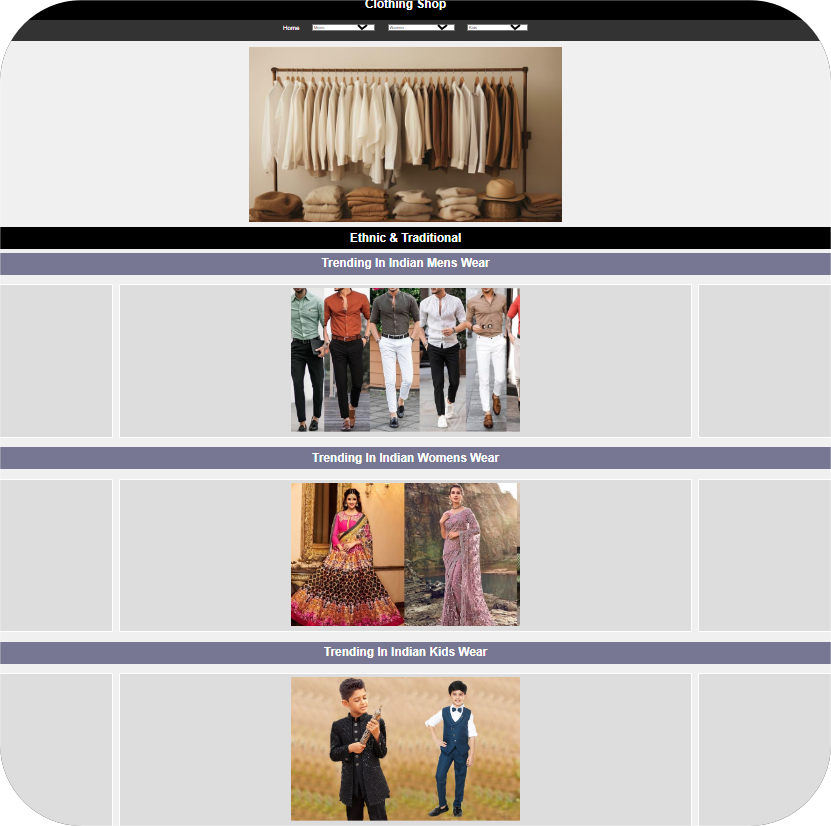 Clothing Shop
Home Mens Womens Kids
Ethnic & Traditional
Trending In Indian Mens Wear
Trending In Indian Womens Wear
Trending In Indian Kids Wear